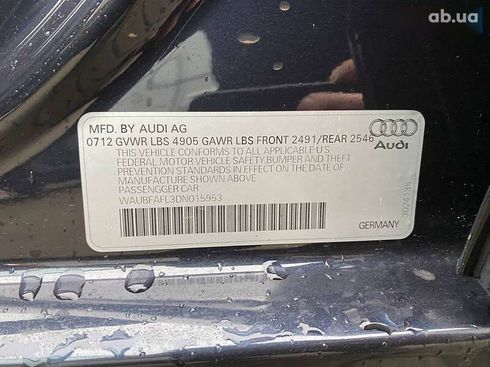 ab.ua
MFD. BY AUDI AG
0712 GVWR LBS 4905 GAWR LBS FRONT 2491/REAR 2546
THIS VEHICLE CONFORMS TO ALL APPLICABLE
FEDERAL MOTOR VEHICLE SAFETY BUMPER AND THEFT
PREVENTION STANDARDS IN EFFECT ON THE DATE OF
MANUFACTURE SHOWN ABOVE
PASSENGER CAR
WAUBFAFL3DN015953
Audi
GERMANY